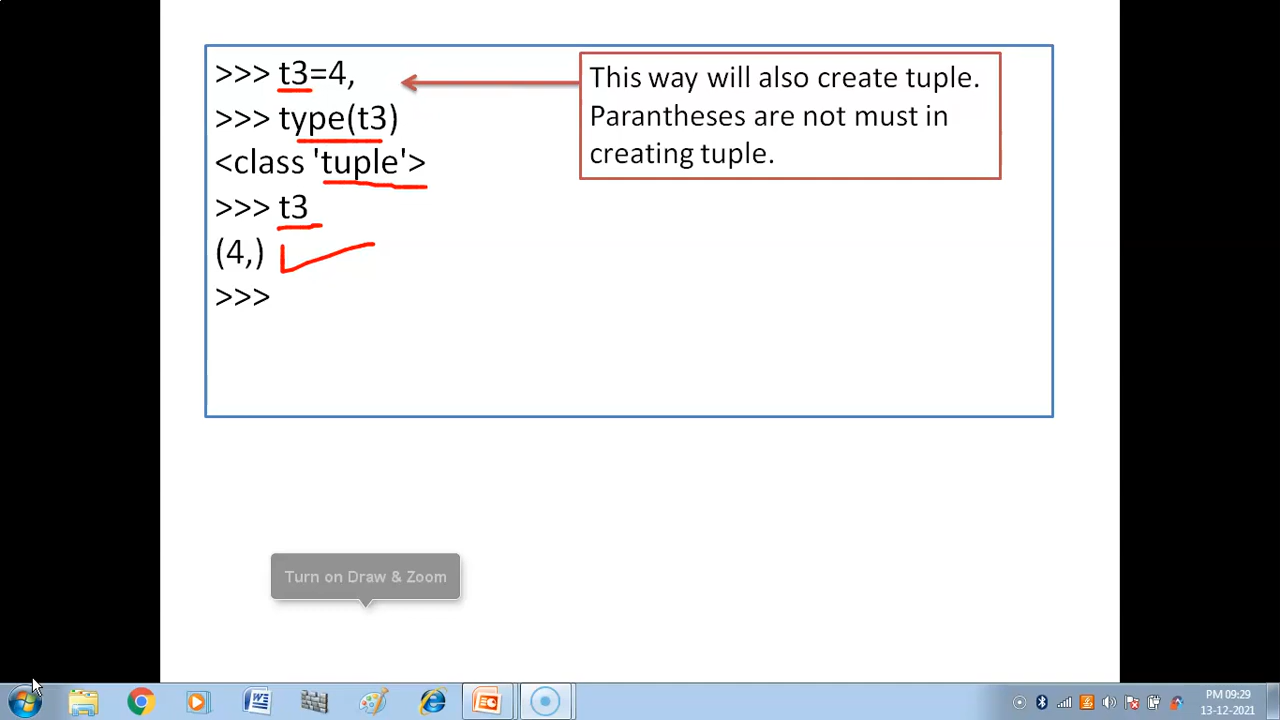 >>> t3=4,
>>> type(t3)
<class 'tuple'>
>>> t3
(4,)
>>>
This way will also create tuple.
Parantheses are not must in
creating tuple.
Turn on Draw & Zoom
PM 09:29
13-12-2021